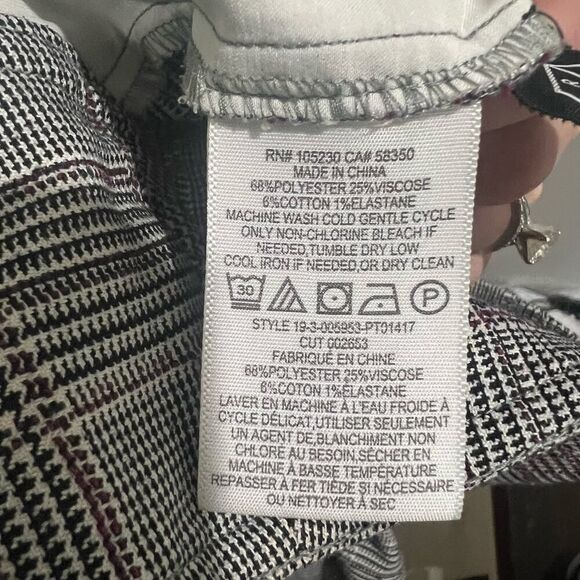 RN# 105230 CA# 58350
MADE IN CHINA
68%POLYESTER 25%VISCOSE
6%COTTON 1%ELASTANE
MACHINE WASH COLD GENTLE CYCLE
ONLY NON-CHLORINE BLEACH IF
NEEDED,TUMBLE DRY LOW
COOL IRON IF NEEDED,OR DRY CLEAN
30 P
STYLE 19-3-005953-PT01417
CUT 002653
FABRIQUÉ EN CHINE
68%POLYESTER 25%VISCOSE
6%COTTON 1%ÉLASTANE
LAVER EN MACHINE À L'EAU FROIDE À
CYCLE DÉLICAT,UTILISER SEULEMENT
UN AGENT DE,BLANCHIMENT NON
CHLORE AU BESOIN,SÉCHER EN
MACHINE À BASSE TEMPÉRATURE
REPASSER À FER TIÈDE SI NÉCESSAIRE
OU NETTOYER À SEC